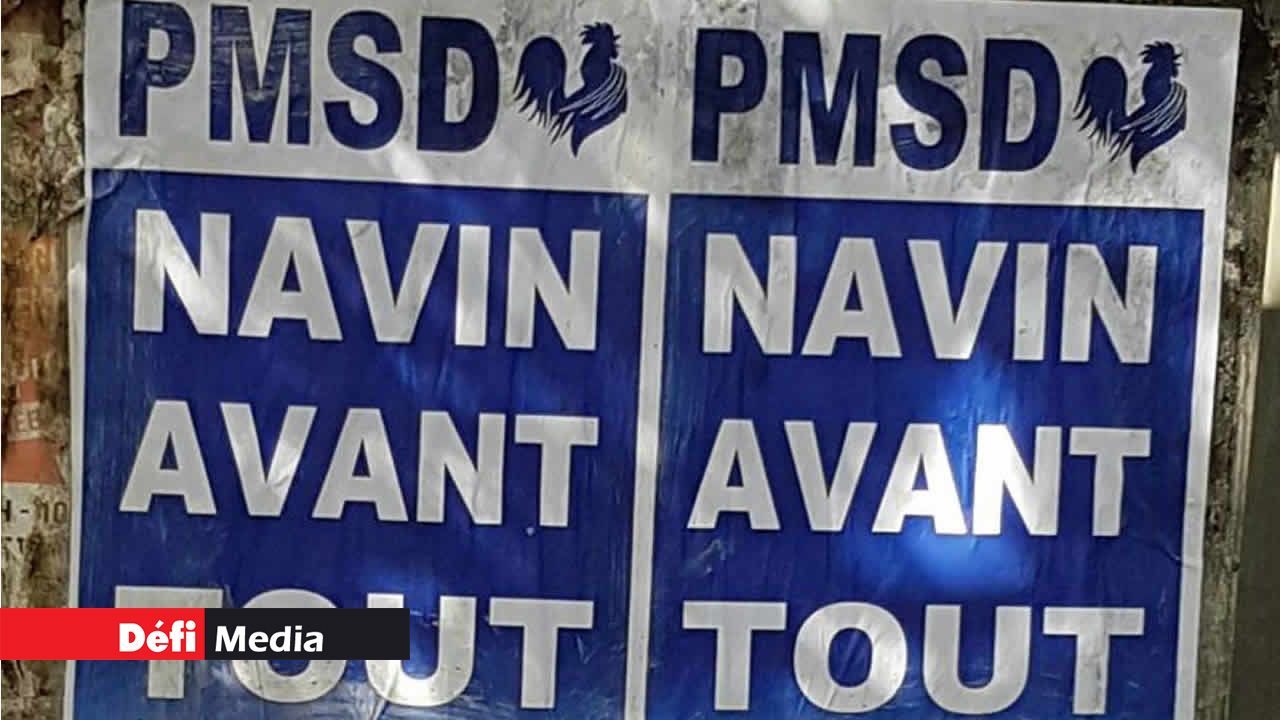 PMSD
NAVIN
AVANT
TOUT
PMSD
NAVIN
AVANT
TOUT
Défi Media